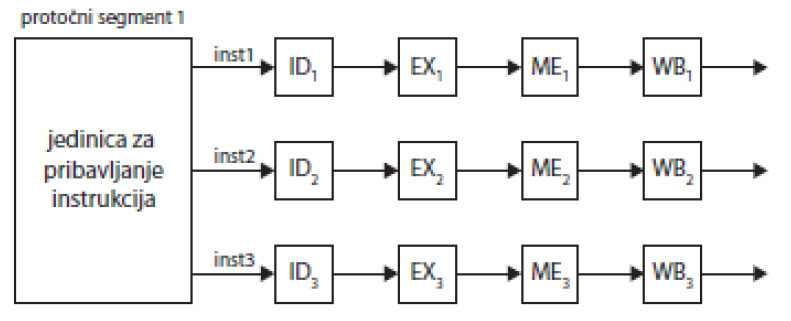 protočni segment 1
jedinica za
pribavljanje
instrukcija
inst1 ID₁ EX₁ ME₁ WB₁
inst2 ID₂ EX₂ ME₂ WB₂
inst3 ID₃ EX₃ ME₃ WB₃